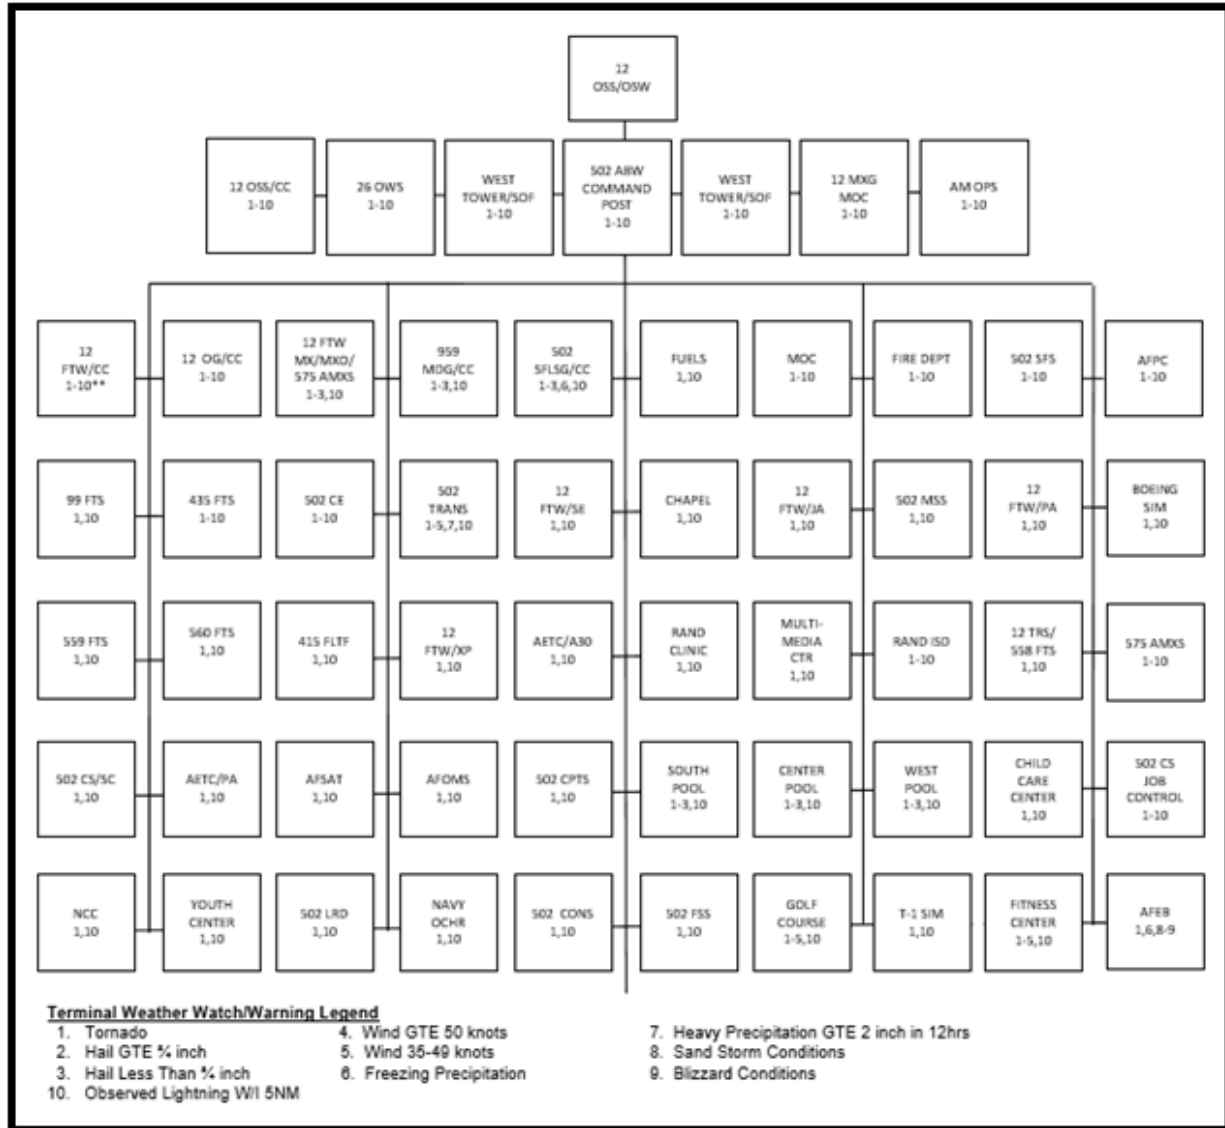 12
OSS/OSW
12 OSS/CC
1-10
26 OWS
1-10
WEST
TOWER/SOF
1-10
502 ABW
COMMAND
POST
1-10
WEST
TOWER/SOF
1-10
12 MXG
MOC
1-10
AM OPS
1-10
12
FTW/CC
1-10**
12 OG/CC
1-10
12 FTW
MX/MXO/
575 AMXS
1-3,10
959
MDG/CC
1-3,10
502
SFLSG/CC
1-3,6,10
FUELS
1,10
MOC
1-10
FIRE DEPT
1-10
502 SFS
1-10
AFPC
1-10
99 FTS
1,10
435 FTS
1-10
502 CE
1-10
502
TRANS
1-5,7,10
12
FTW/SE
1,10
CHAPEL
1,10
12
FTW/JA
1,10
502 MSS
1,10
12
FTW/PA
1,10
BOEING
SIM
1,10
559 FTS
1,10
560 FTS
1,10
415 FLTF
1,10
12
FTW/XP
1,10
AETC/A30
1,10
RAND
CLINIC
1,10
MULTI-
MEDIA
CTR
1,10
RAND ISD
1-10
12 TRS/
558 FTS
1,10
575 AMXS
1-10
502 CS/SC
1,10
AETC/PA
1,10
AFSAT
1,10
AFOMS
1,10
502 CPTS
1,10
SOUTH
POOL
1-3,10
CENTER
POOL
1-3,10
WEST
POOL
1-3,10
CHILD
CARE
CENTER
1,10
502 CS
JOB
CONTROL
1-10
NCC
1,10
YOUTH
CENTER
1,10
502 LRD
1,10
NAVY
OCHR
1,10
502 CONS
1,10
502 FSS
1,10
GOLF
COURSE
1-5,10
T-1 SIM
1,10
FITNESS
CENTER
1-5,10
AFEB
1,6,8-9
Terminal Weather Watch/Warning Legend
1. Tornado
2. Hail GTE ¾ inch
3. Hail Less Than ¾ inch
10. Observed Lightning W/I 5NM
4. Wind GTE 50 knots
5. Wind 35-49 knots
6. Freezing Precipitation
7. Heavy Precipitation GTE 2 inch in 12hrs
8. Sand Storm Conditions
9. Blizzard Conditions